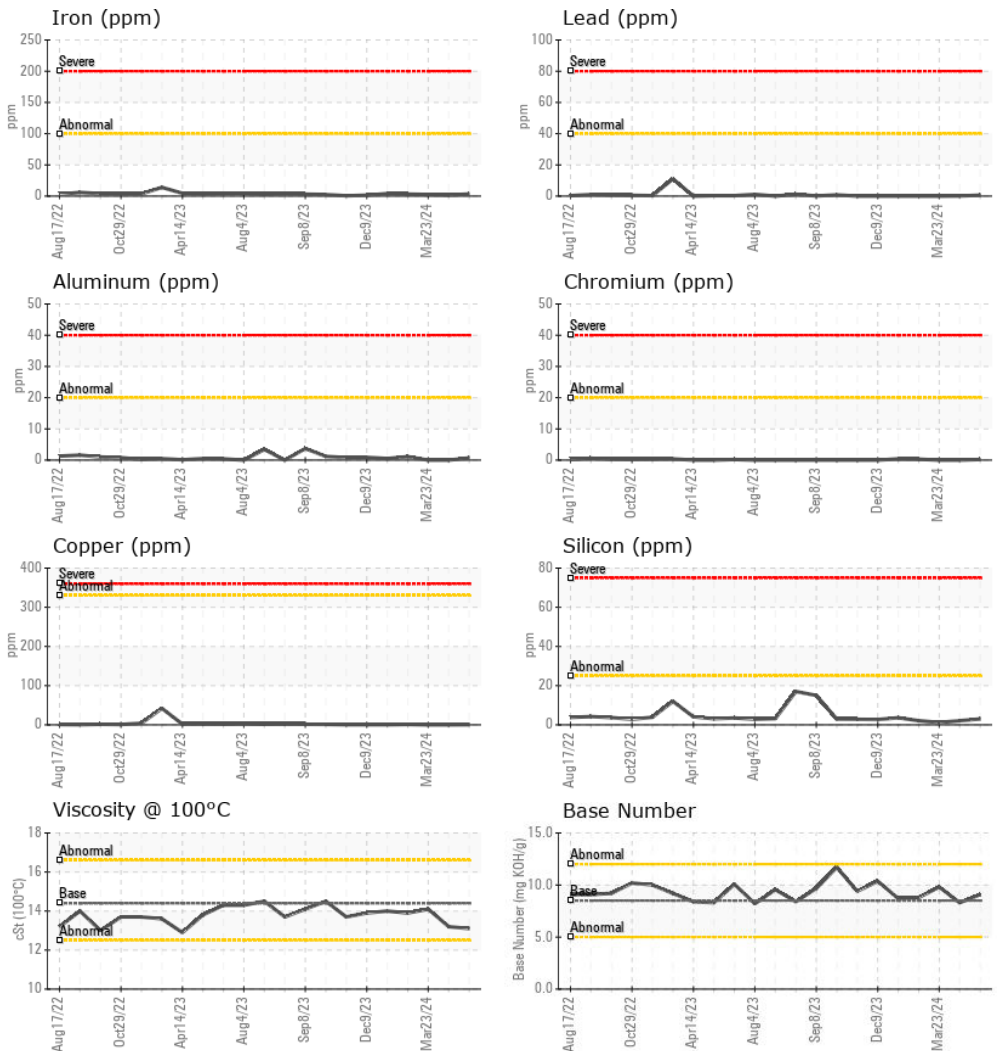 Iron (ppm)
250
200
150
100
50
0
ppm
Severe
Abnormal
Aug17/22
Oct29/22
Apr14/23
Aug4/23
Sep8/23
Dec9/23
Mar23/24
Lead (ppm)
100
80
60
40
20
0
ppm
Severe
Abnormal
Aug17/22
Oct29/22
Apr14/23
Aug4/23
Sep8/23
Dec9/23
Mar23/24
Aluminum (ppm)
50
40
30
20
10
0
ppm
Severe
Abnormal
Aug17/22
Oct29/22
Apr14/23
Aug4/23
Sep8/23
Dec9/23
Mar23/24
Chromium (ppm)
50
40
30
20
10
0
ppm
Severe
Abnormal
Aug17/22
Oct29/22
Apr14/23
Aug4/23
Sep8/23
Dec9/23
Mar23/24
Copper (ppm)
400
300
200
100
0
ppm
Severe
Abnormal
Aug17/22
Oct29/22
Apr14/23
Aug4/23
Sep8/23
Dec9/23
Mar23/24
Silicon (ppm)
80
60
40
20
0
ppm
Severe
Abnormal
Aug17/22
Oct29/22
Apr14/23
Aug4/23
Sep8/23
Dec9/23
Mar23/24
Viscosity @ 100°C
18
16
14
12
10
cSt (100°C)
Abnormal
Base
Abnormal
Aug17/22
Oct29/22
Apr14/23
Aug4/23
Sep8/23
Dec9/23
Mar23/24
Base Number
15.0
10.0
5.0
0.0
Base Number (mg KOH/g)
Abnormal
Base
Abnormal
Aug17/22
Oct29/22
Apr14/23
Aug4/23
Sep8/23
Dec9/23
Mar23/24